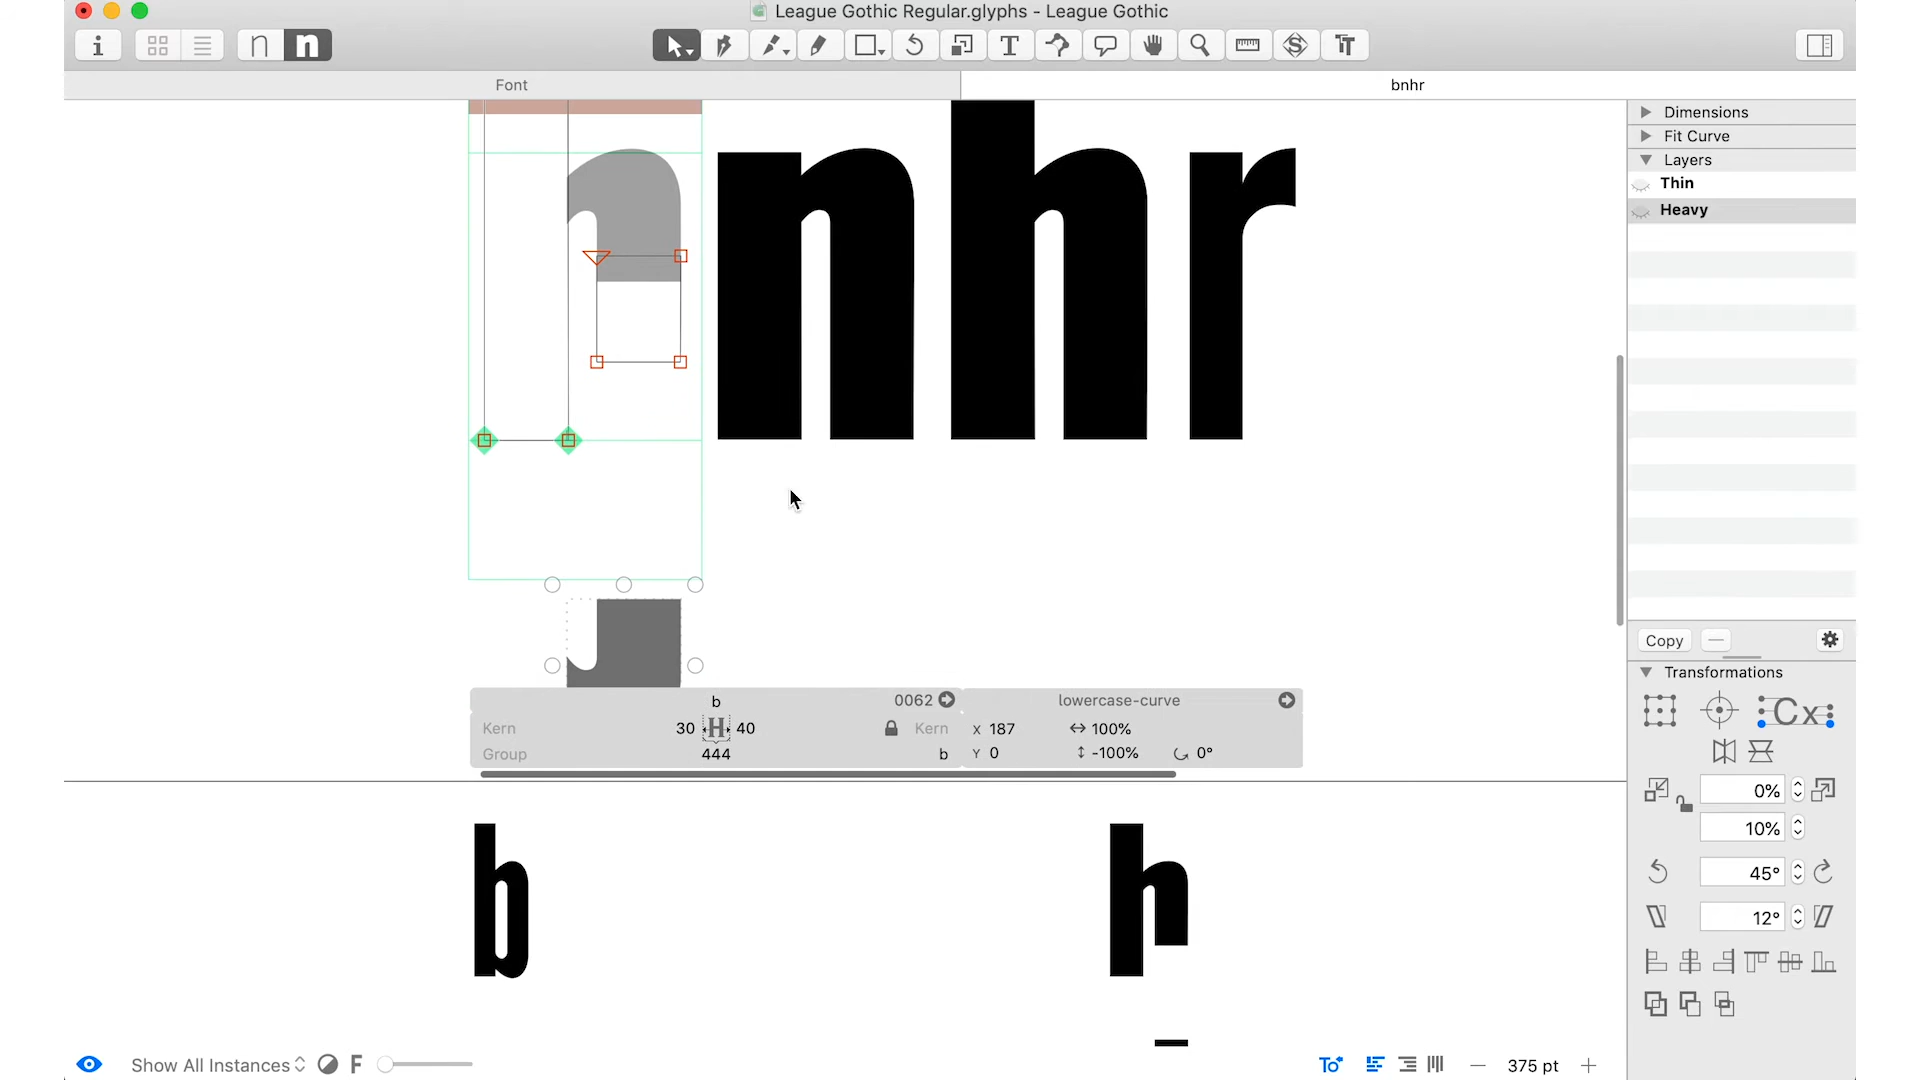 League Gothic Regular.glyphs - League Gothic
n n T S T
Font bnhr
nhr
Dimensions
Fit Curve
Layers
Thin
Heavy
Copy
Transformations
Cx
0%
10%
45°
12°
b 0062
Kern 30 H 40 Kern
Group 444 b
lowercase-curve
X 187 100%
Y 0 -100% 0°
b h
Show All Instances F
375 pt